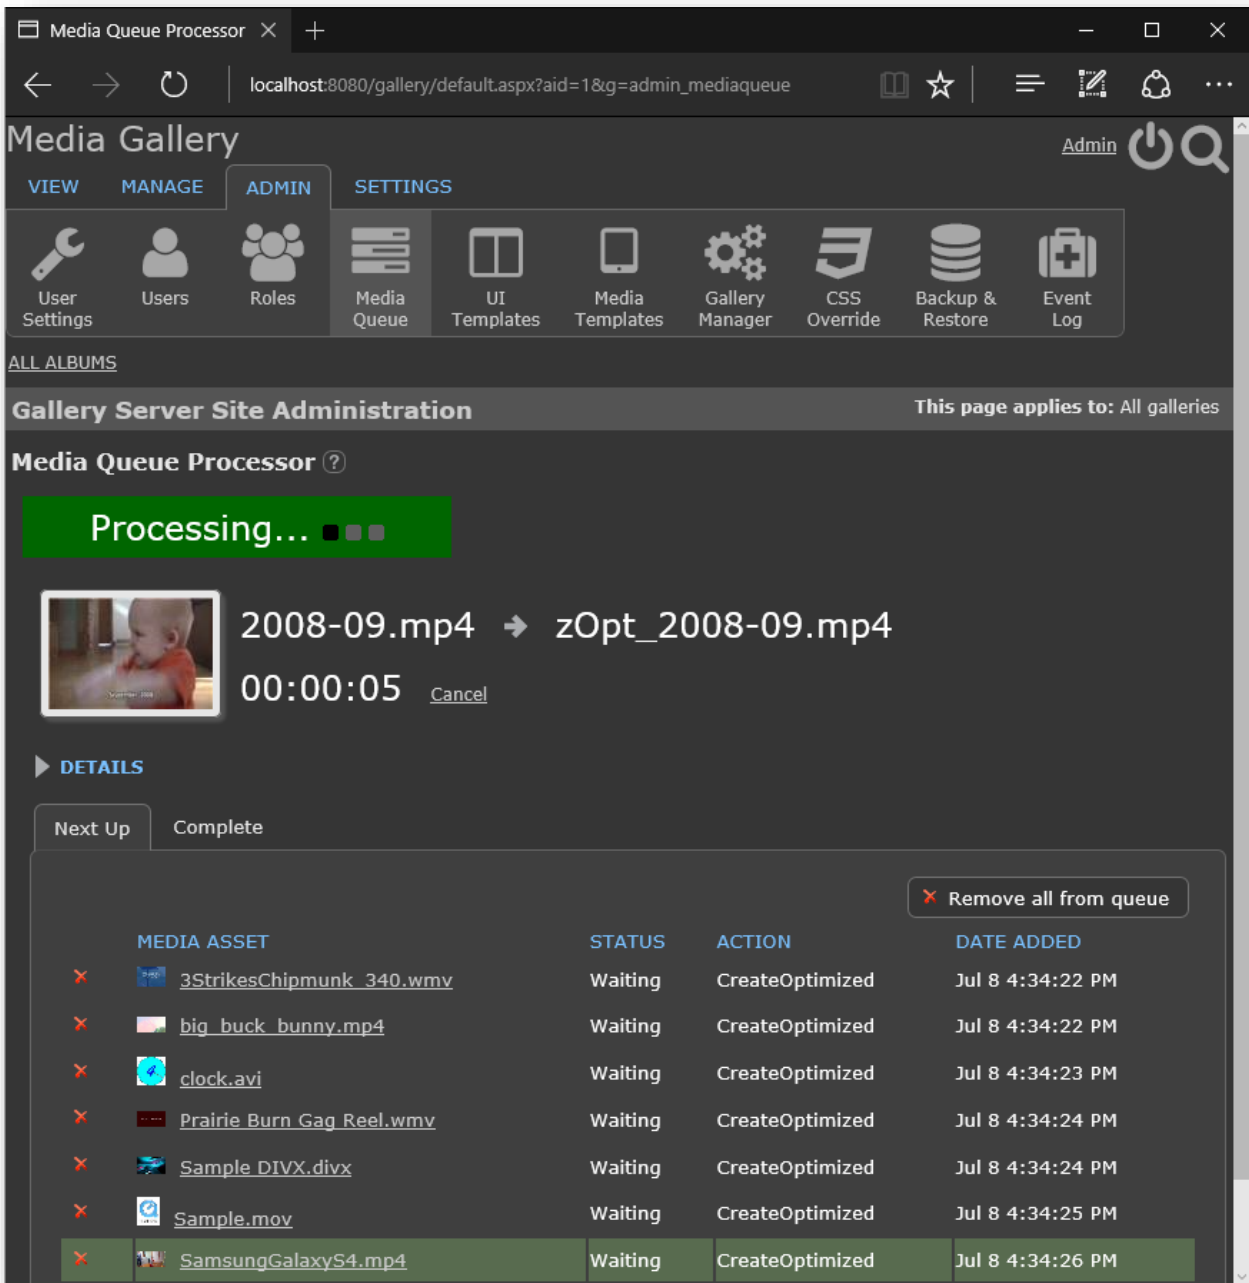 Media Queue Processor
localhost:8080/gallery/default.aspx?aid=1&g=admin_mediaqueue
Media Gallery
Admin
VIEW MANAGE ADMIN SETTINGS
User Settings
Users
Roles
Media Queue
UI Templates
Media Templates
Gallery Manager
CSS Override
Backup & Restore
Event Log
ALL ALBUMS
Gallery Server Site Administration
This page applies to: All galleries
Media Queue Processor ?
Processing...
2008-09.mp4 zOpt_2008-09.mp4
00:00:05 Cancel
DETAILS
Next Up Complete
Remove all from queue
MEDIA ASSET STATUS ACTION DATE ADDED
3StrikesChipmunk_340.wmv Waiting CreateOptimized Jul 8 4:34:22 PM
big_buck_bunny.mp4 Waiting CreateOptimized Jul 8 4:34:22 PM
clock.avi Waiting CreateOptimized Jul 8 4:34:23 PM
Prairie Burn Gag Reel.wmv Waiting CreateOptimized Jul 8 4:34:24 PM
Sample DIVX.divx Waiting CreateOptimized Jul 8 4:34:24 PM
Sample.mov Waiting CreateOptimized Jul 8 4:34:25 PM
SamsungGalaxyS4.mp4 Waiting CreateOptimized Jul 8 4:34:26 PM